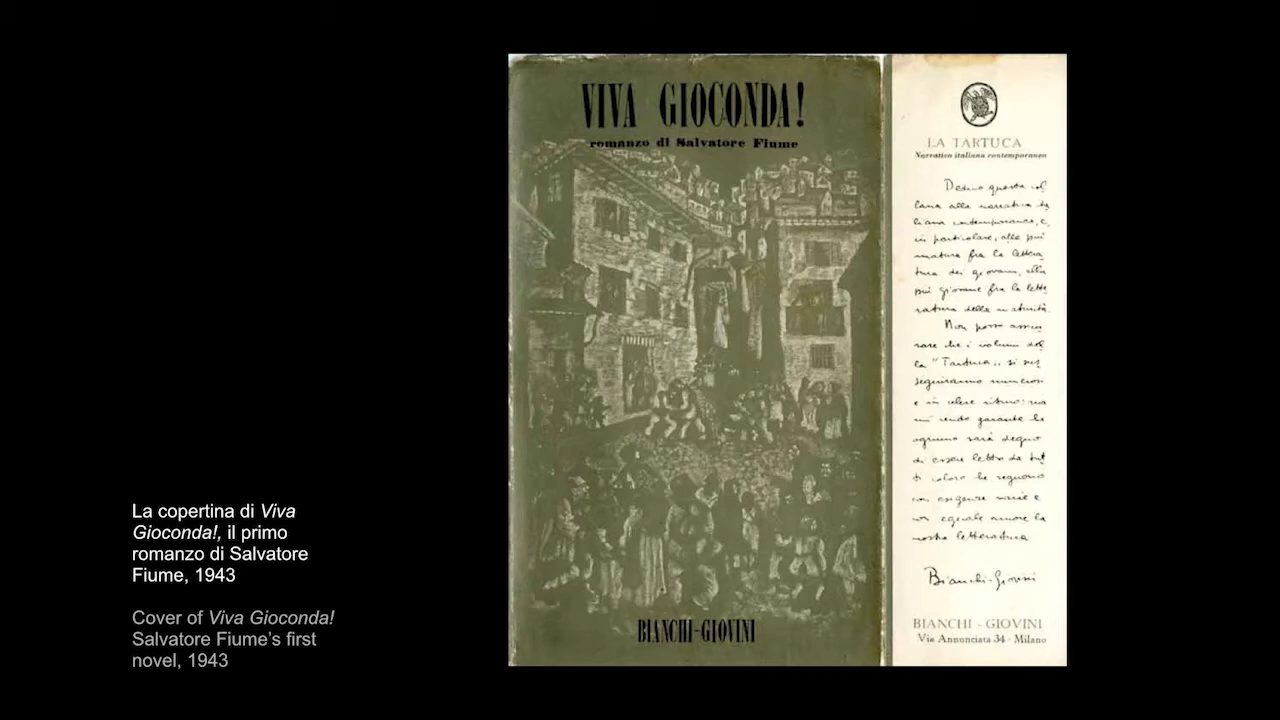 La copertina di Viva
Gioconda!, il primo
romanzo di Salvatore
Fiume, 1943
Cover of Viva Gioconda!
Salvatore Fiume's first
novel, 1943
VIVA GIOCONDA!
romanzo di Salvatore Fiume
BIANCHI-GIOVINI
LA TARTUCA
Narrativa italiana contemporanea
Dedico questa col
lana alla narrativa ita
liana contemporanea, e,
in particolare, alla più
matura fra la lettera
tura dei giovani, alla
più giovane fra la lette
ratura della maturità.
Non posso assicu
rare che i volumi del
la "Tartuca" si sus
seguiranno numerosi
e in celere ritmo: ma
mi rendo garante che
ognuno sarà degno
di essere letto da tut
ti coloro che seguono
con esigenze varie e
con eguale amore la
nostra letteratura
Bianchi-Giovini
BIANCHI - GIOVINI
Via Annunciata 34 - Milano